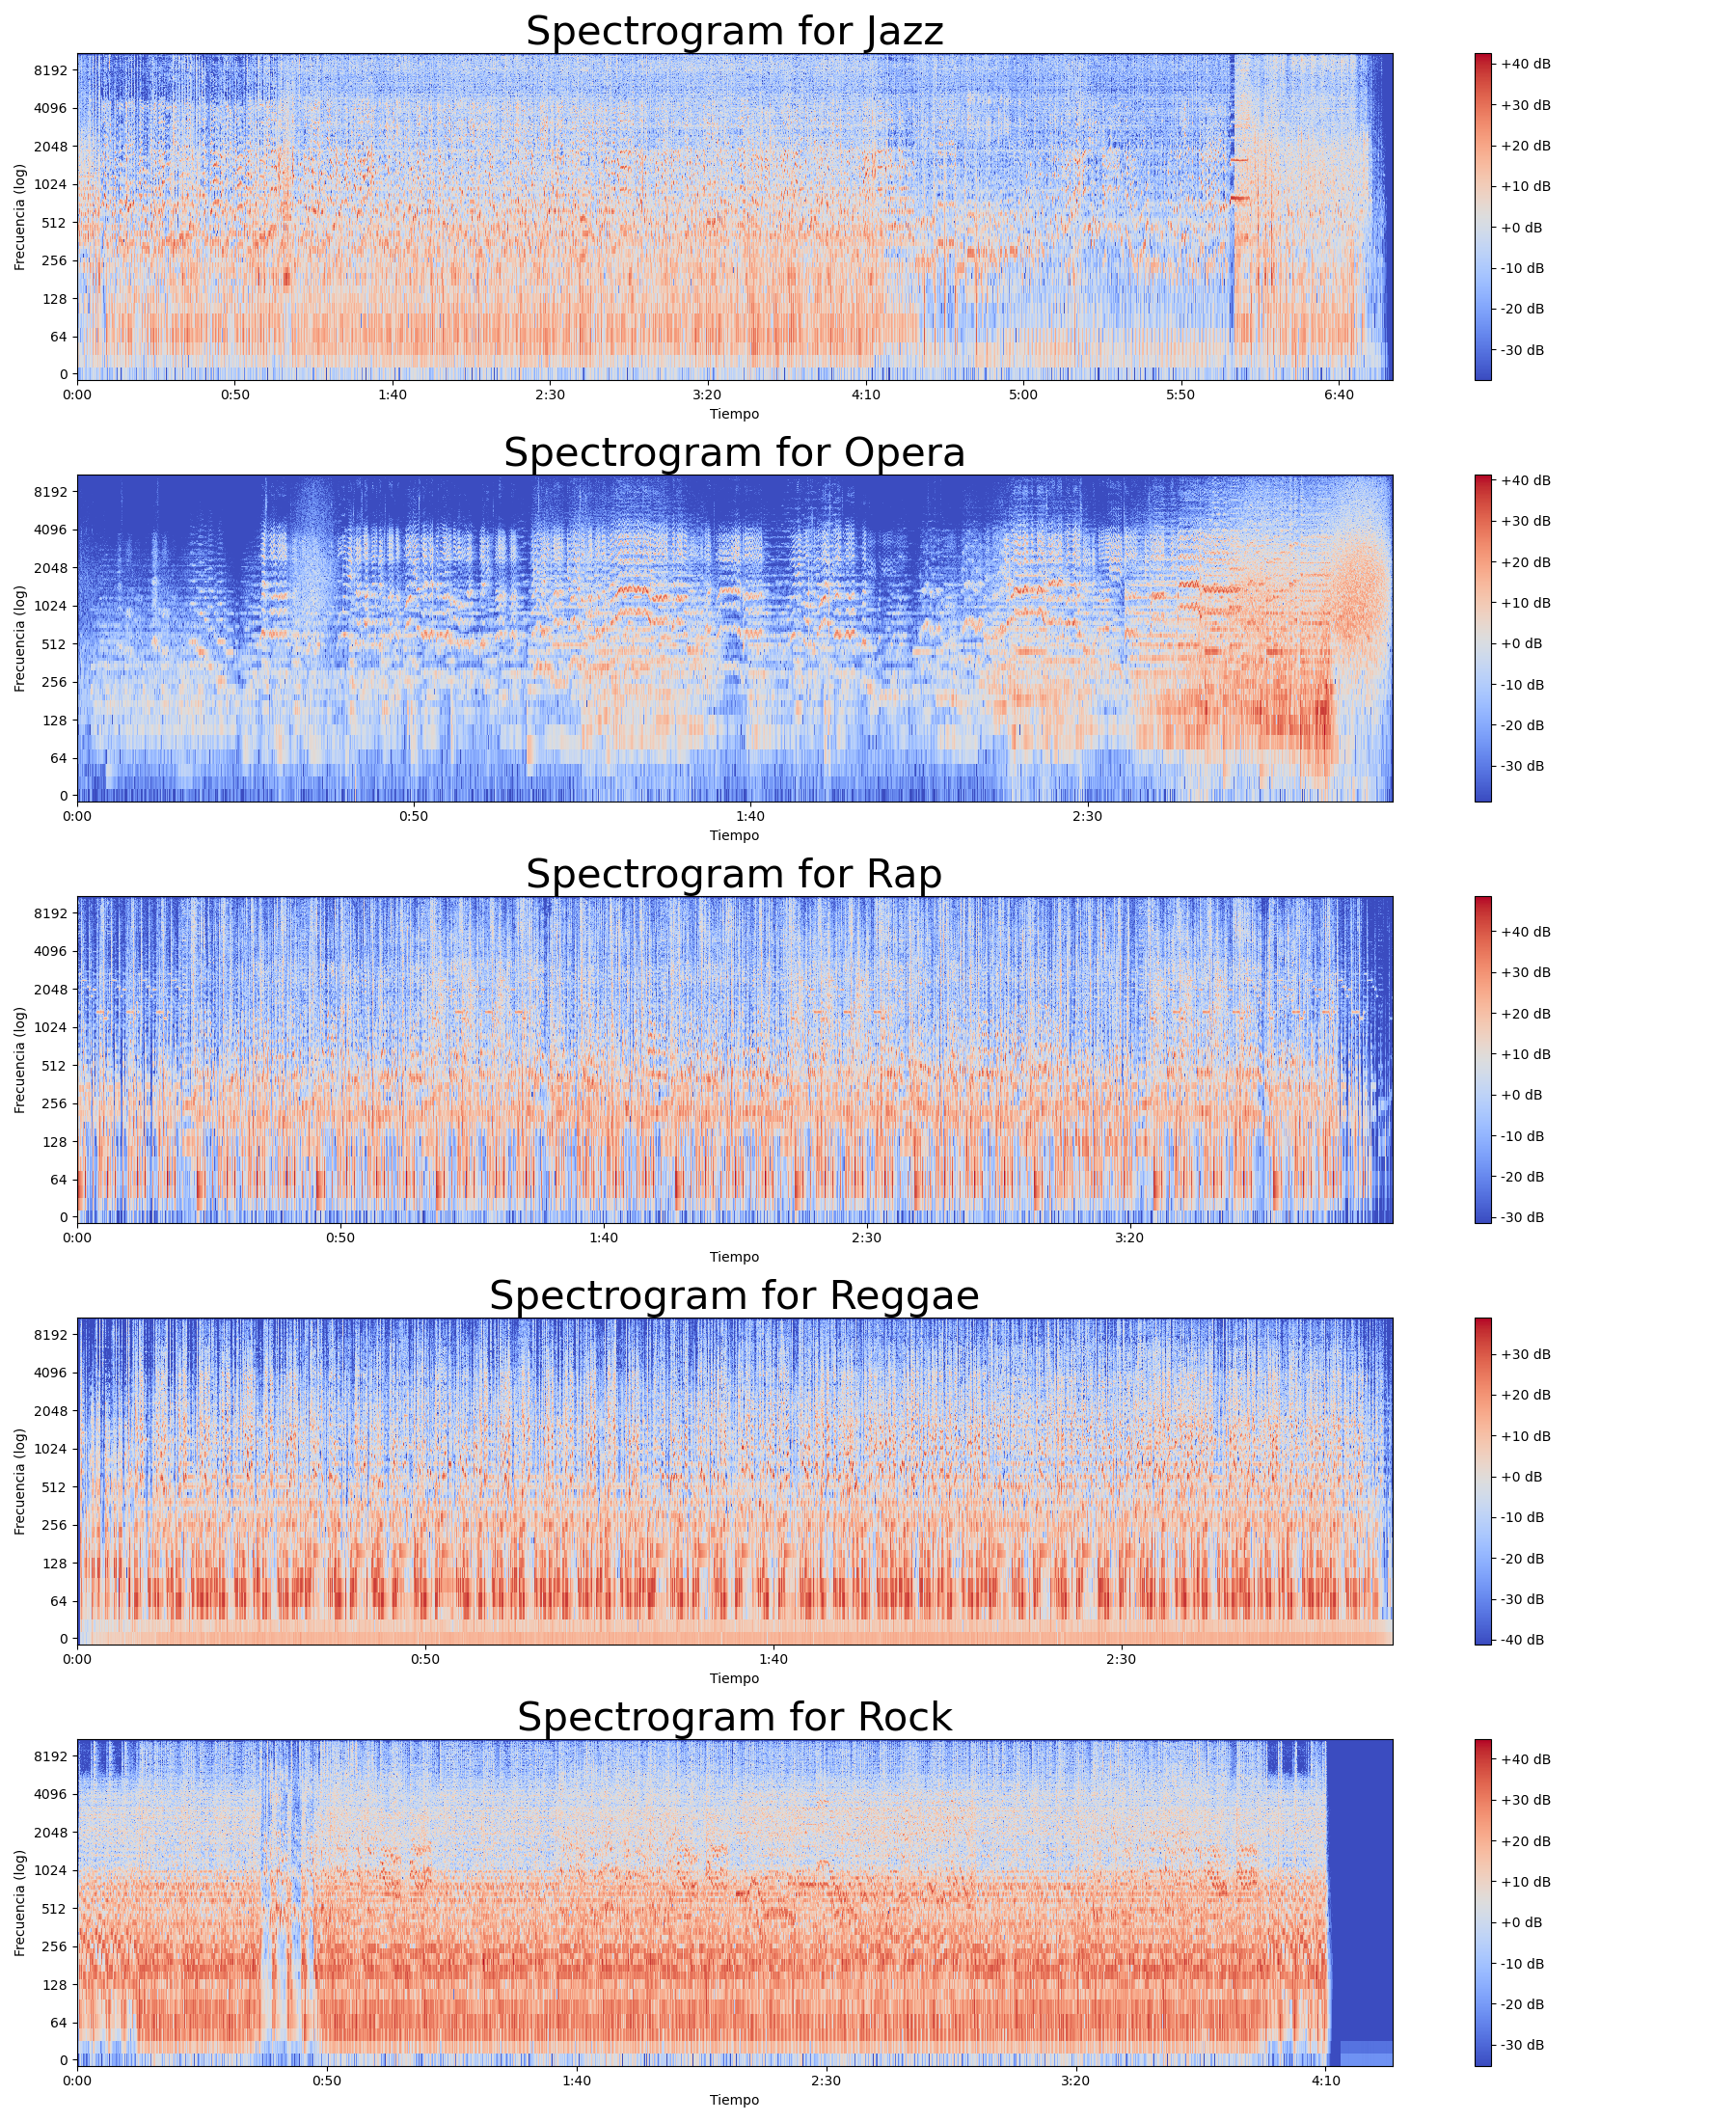 Spectrogram for Jazz
Frecuencia (log)
8192
4096
2048
1024
512
256
128
64
0
0:00 0:50 1:40 2:30 3:20 4:10 5:00 5:50 6:40
Tiempo
+40 dB
+30 dB
+20 dB
+10 dB
+0 dB
-10 dB
-20 dB
-30 dB
Spectrogram for Opera
Frecuencia (log)
8192
4096
2048
1024
512
256
128
64
0
0:00 0:50 1:40 2:30
Tiempo
+40 dB
+30 dB
+20 dB
+10 dB
+0 dB
-10 dB
-20 dB
-30 dB
Spectrogram for Rap
Frecuencia (log)
8192
4096
2048
1024
512
256
128
64
0
0:00 0:50 1:40 2:30 3:20
Tiempo
+40 dB
+30 dB
+20 dB
+10 dB
+0 dB
-10 dB
-20 dB
-30 dB
Spectrogram for Reggae
Frecuencia (log)
8192
4096
2048
1024
512
256
128
64
0
0:00 0:50 1:40 2:30
Tiempo
+30 dB
+20 dB
+10 dB
+0 dB
-10 dB
-20 dB
-30 dB
-40 dB
Spectrogram for Rock
Frecuencia (log)
8192
4096
2048
1024
512
256
128
64
0
0:00 0:50 1:40 2:30 3:20 4:10
Tiempo
+40 dB
+30 dB
+20 dB
+10 dB
+0 dB
-10 dB
-20 dB
-30 dB